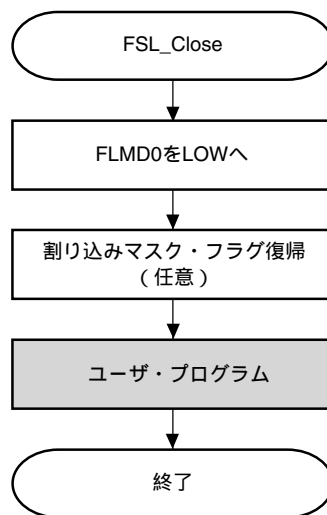 FSL_Close
FLMD0をLOWへ
割り込みマスク・フラグ復帰
(任意)
ユーザ・プログラム
終了